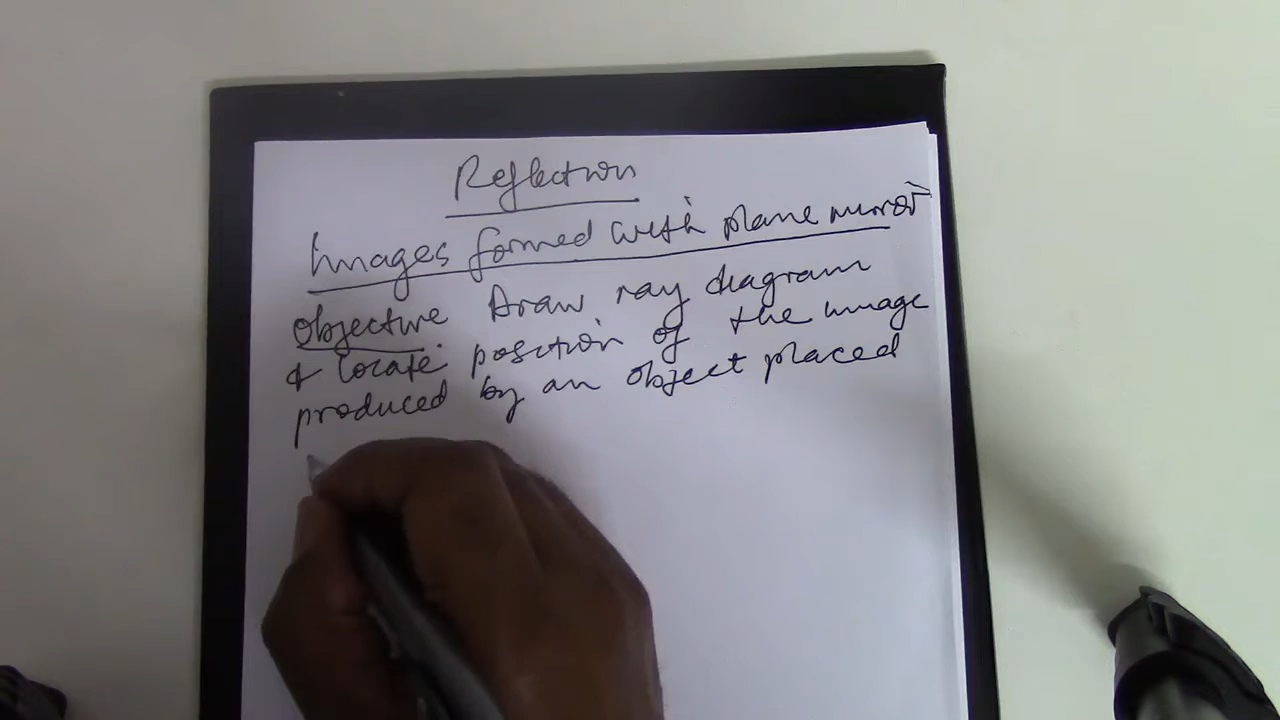 Reflection
Images formed with plane mirror
Objective Draw ray diagram
& locate position of the image
produced by an object placed